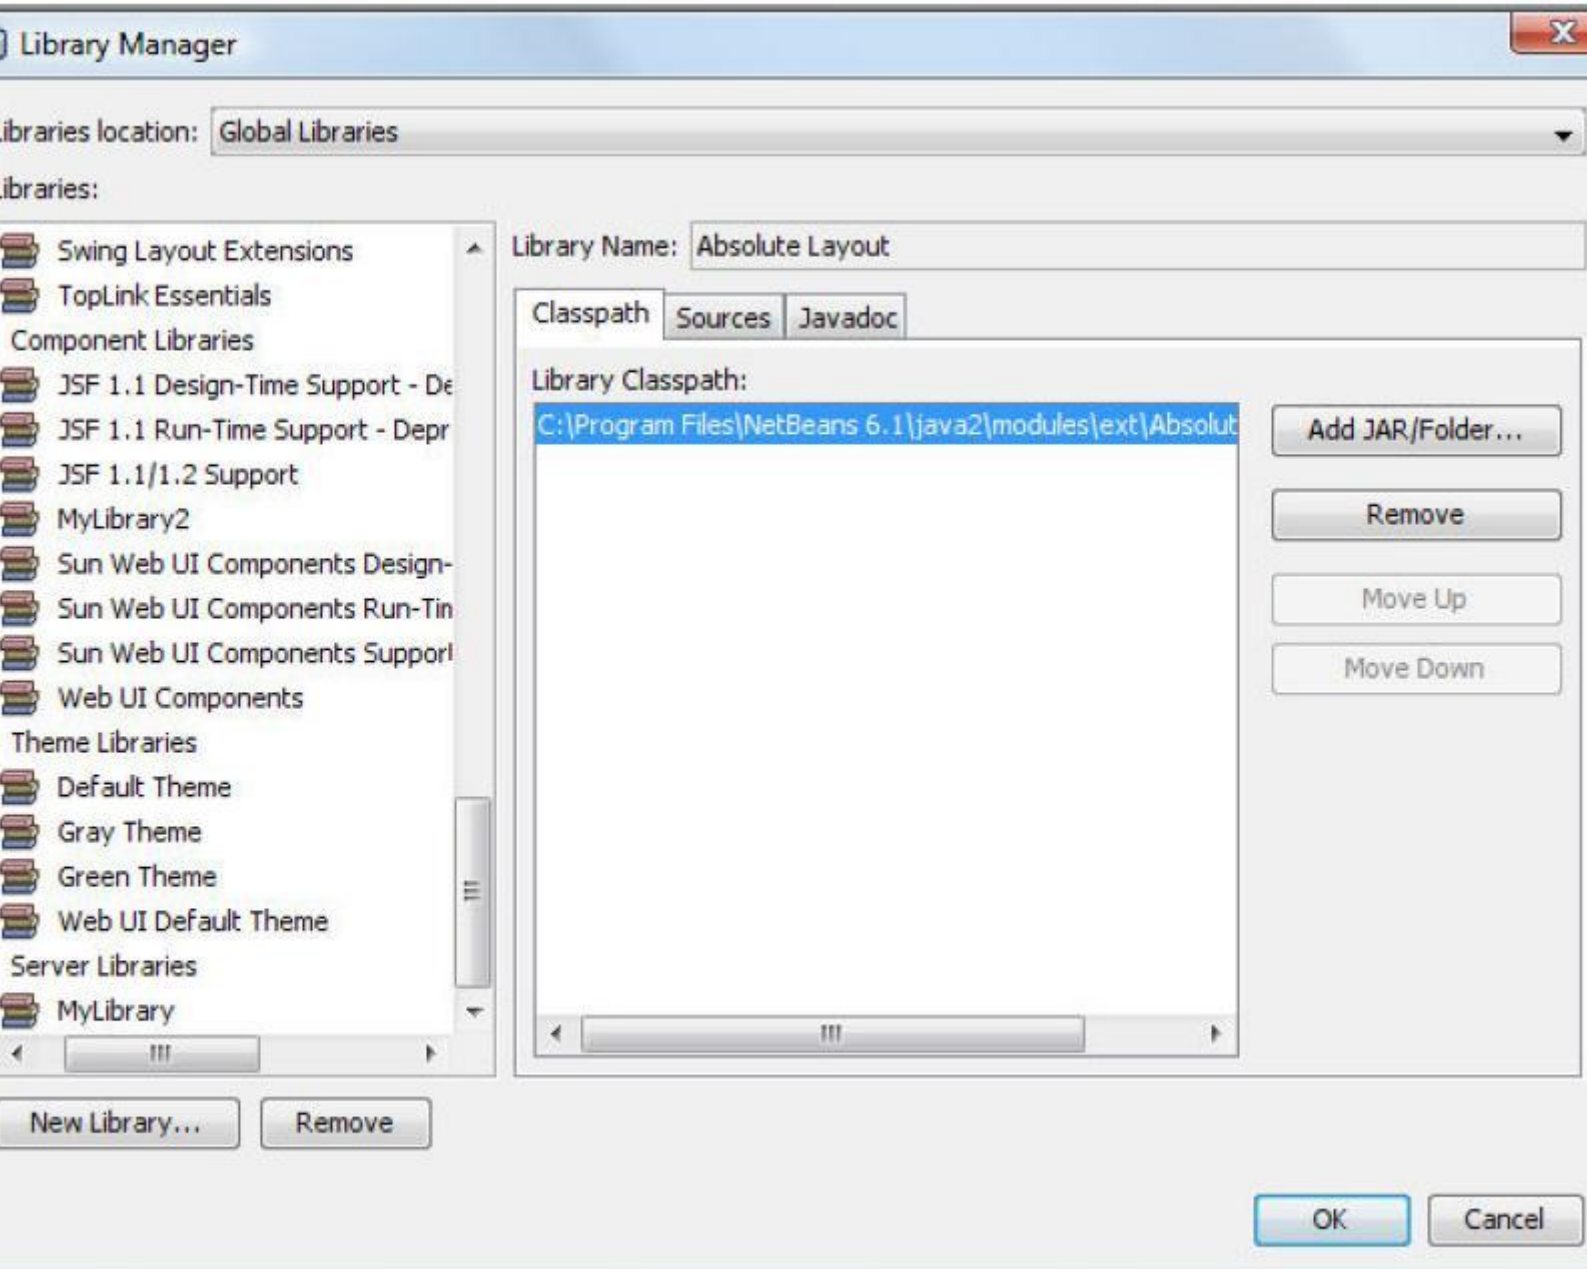 Library Manager
Libraries location: Global Libraries
Libraries:
Swing Layout Extensions
TopLink Essentials
Component Libraries
JSF 1.1 Design-Time Support - De
JSF 1.1 Run-Time Support - Depr
JSF 1.1/1.2 Support
MyLibrary2
Sun Web UI Components Design-
Sun Web UI Components Run-Tin
Sun Web UI Components Support
Web UI Components
Theme Libraries
Default Theme
Gray Theme
Green Theme
Web UI Default Theme
Server Libraries
MyLibrary
New Library...
Remove
Library Name: Absolute Layout
Classpath
Sources
Javadoc
Library Classpath:
C:\Program Files\NetBeans 6.1\java2\modules\ext\Absolut
Add JAR/Folder...
Remove
Move Up
Move Down
OK
Cancel